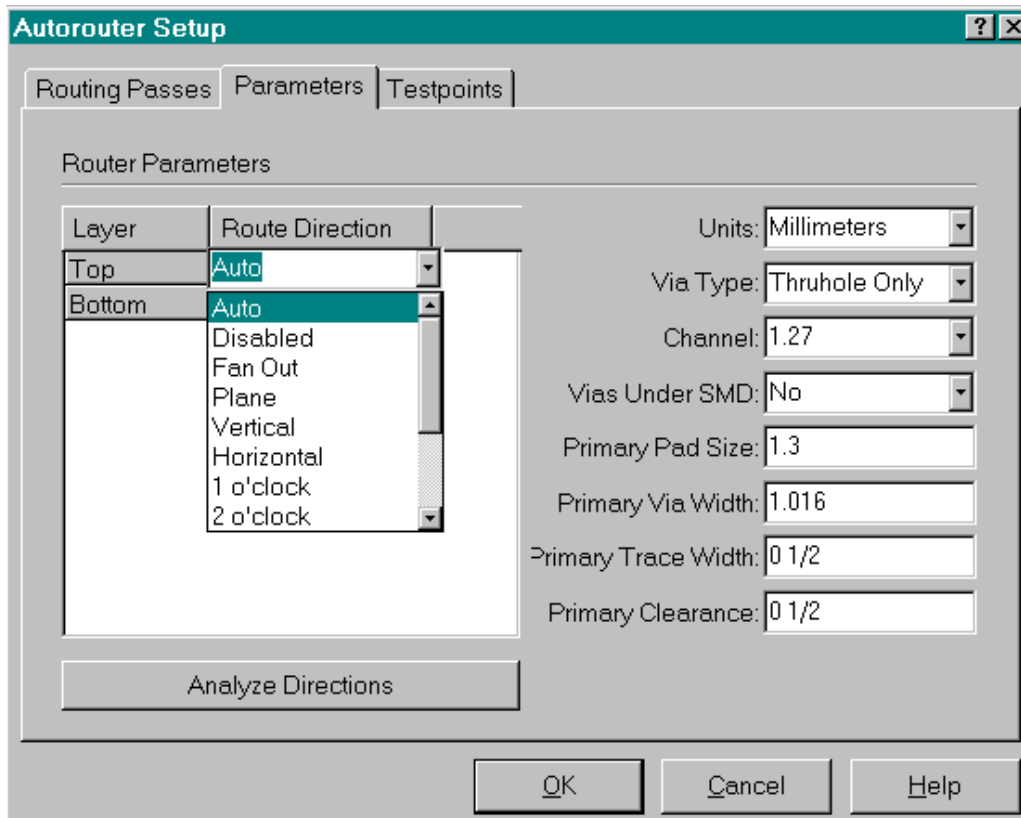 Autorouter Setup
Routing Passes Parameters Testpoints
Router Parameters
Layer Route Direction
Top Auto
Bottom
Auto
Disabled
Fan Out
Plane
Vertical
Horizontal
1 o'clock
2 o'clock
Analyze Directions
Units: Millimeters
Via Type: Thruhole Only
Channel: 1.27
Vias Under SMD: No
Primary Pad Size: 1.3
Primary Via Width: 1.016
Primary Trace Width: 0 1/2
Primary Clearance: 0 1/2
OK Cancel Help